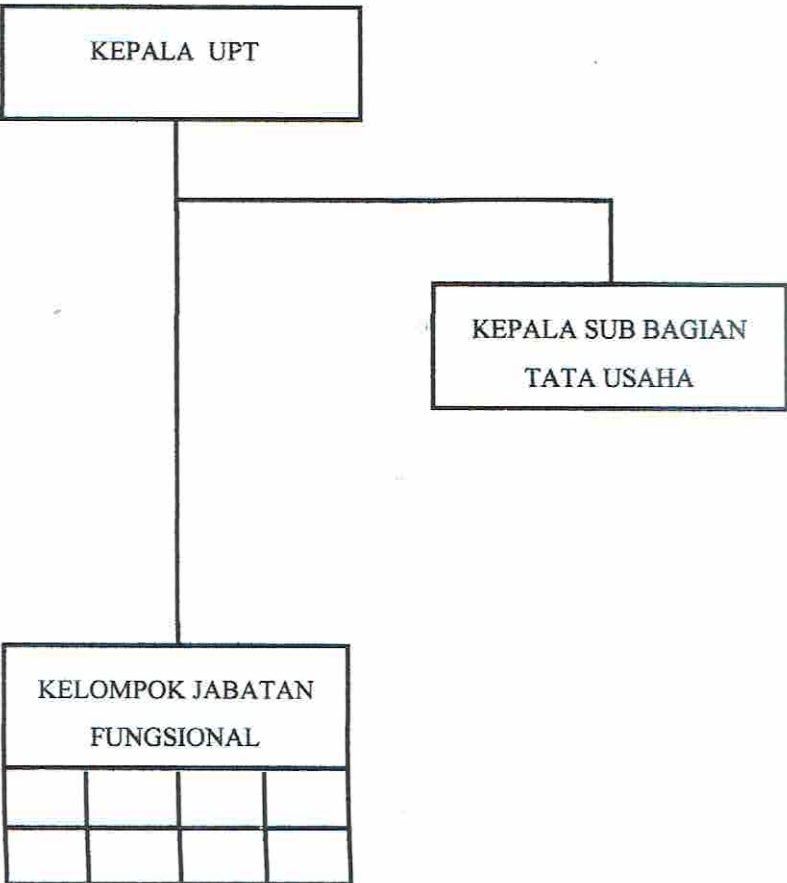 KEPALA UPT
KEPALA SUB BAGIAN
TATA USAHA
KELOMPOK JABATAN
FUNGSIONAL